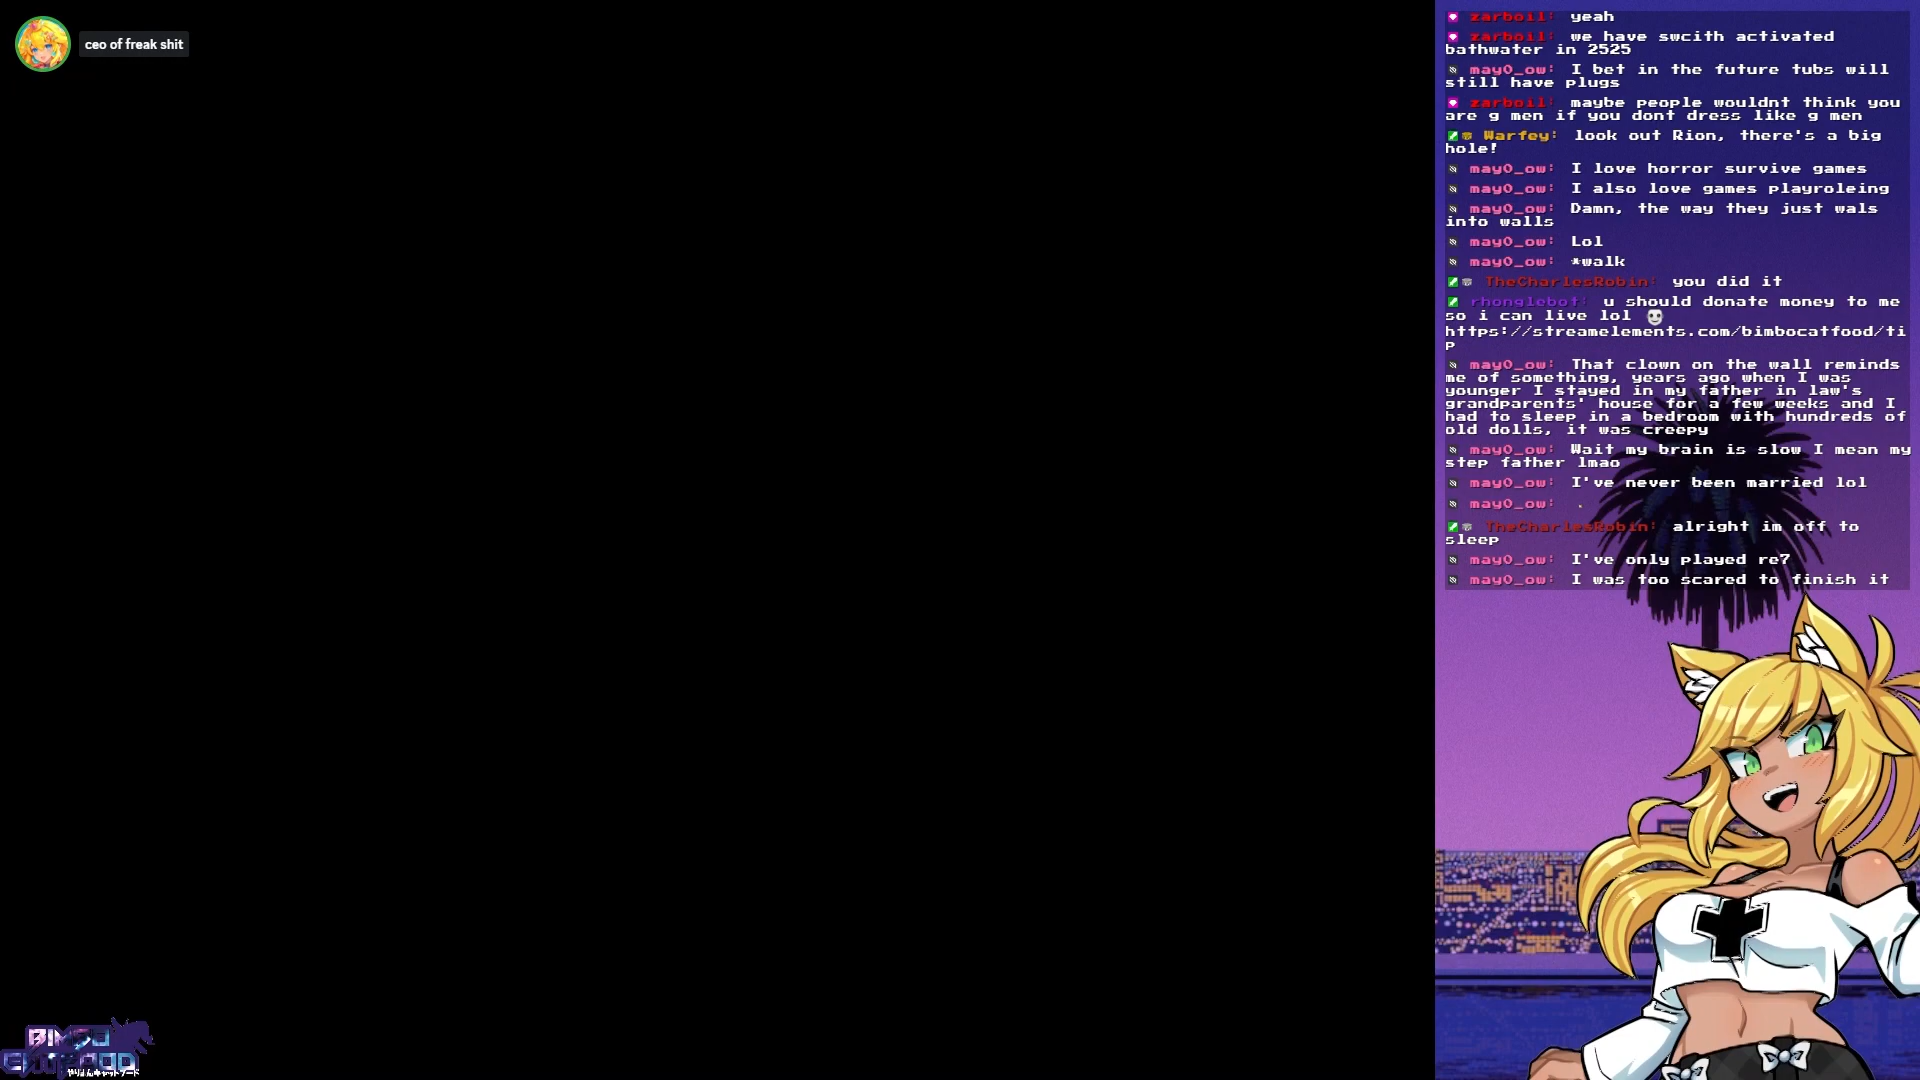 ceo of freak shit
zarboil: yeah
zarboil: we have swcith activated
bathwater in 2525
may0_ow: I bet in the future tubs will
still have plugs
zarboil: maybe people wouldnt think you
are g men if you dont dress like g men
Warfey: look out Rion, there's a big
hole!
may0_ow: I love horror survive games
may0_ow: I also love games playroleing
may0_ow: Damn, the way they just wals
into walls
may0_ow: Lol
may0_ow: *walk
TheCharlesRobin: you did it
rhonglebot: u should donate money to me
so i can live lol
https://streamelements.com/bimbocatfood/ti
p
may0_ow: That clown on the wall reminds
me of something, years ago when I was
younger I stayed in my father in law's
grandparents' house for a few weeks and I
had to sleep in a bedroom with hundreds of
old dolls, it was creepy
may0_ow: Wait my brain is slow I mean my
step father lmao
may0_ow: I've never been married lol
may0_ow: .
TheCharlesRobin: alright im off to
sleep
may0_ow: I've only played re7
may0_ow: I was too scared to finish it